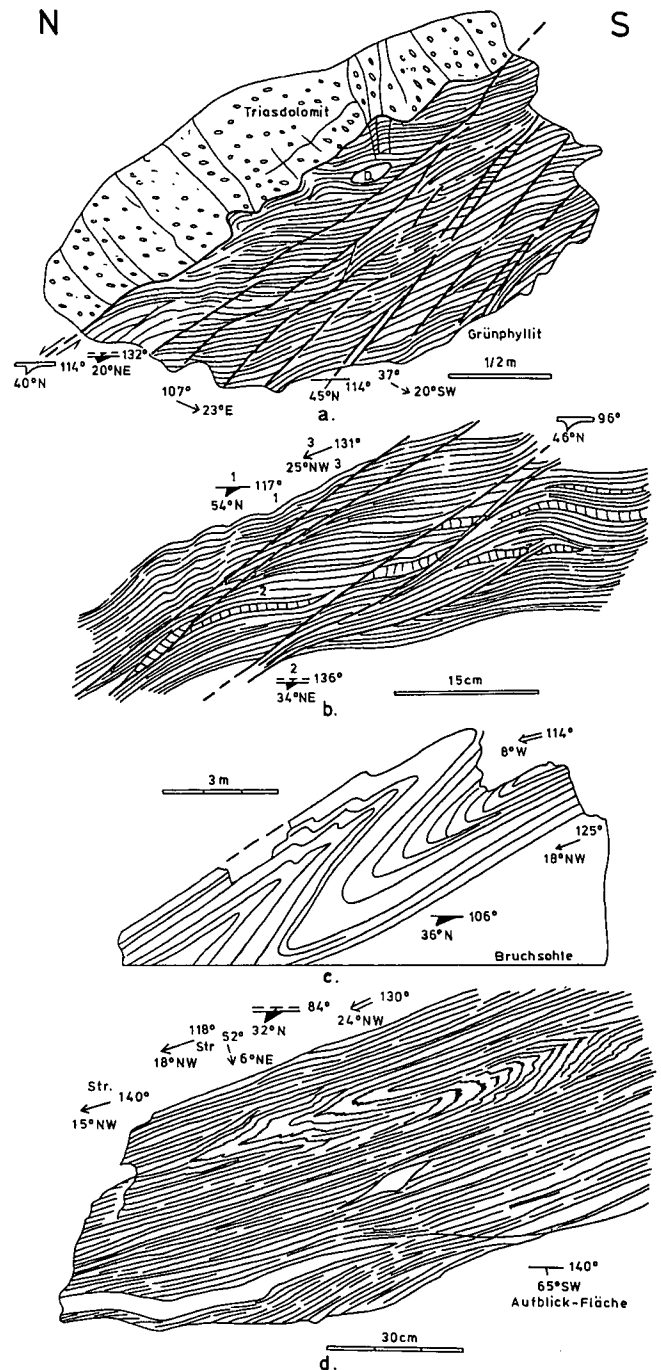 N S
Triasdolomit
D
Grünphyllit
1/2 m
114° 132°
40°N 20°NE
107° 23°E
45°N 114° 37° 20°SW
a.
96°
46°N
3 131°
25°NW 3
1 117° 1
54°N
2
2
136°
34°NE
15cm
b.
3 m
114°
8°W
125°
18°NW
106°
36°N
Bruchsohle
c.
84° 130°
32°N 24°NW
118° S2°
Str
18°NW 6°NE
Str.
140°
15°NW
140°
65°SW
Aufblick-Fläche
30cm
d.